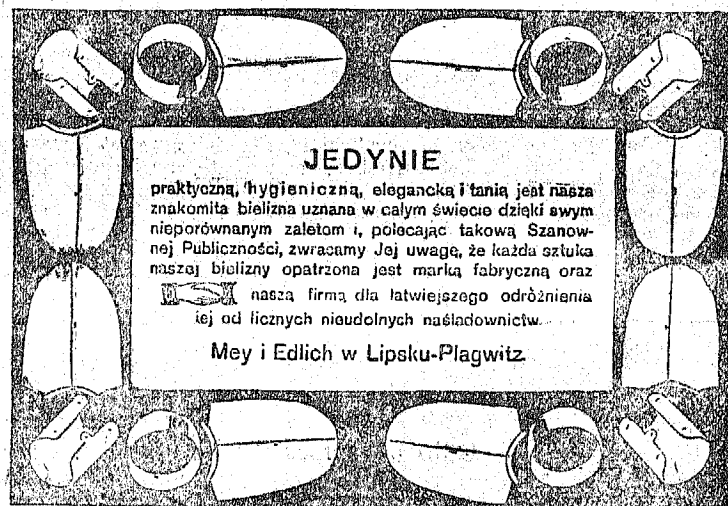 JEDYNIE
praktyczną, hygieniczną, elegancką i tanią jest nasza
znakomita bielizna uznana w całym świecie dzięki swym
nieporównanym zaletom i, polecając takową Szanow-
nej Publiczności, zwracamy Jej uwagę, że każda sztuka
naszej bielizny opatrzona jest marką fabryczną oraz
naszą firmą dla łatwiejszego odróżnienia
jej od licznych nieudolnych naśladownictw.
Mey i Edlich w Lipsku-Plagwitz.